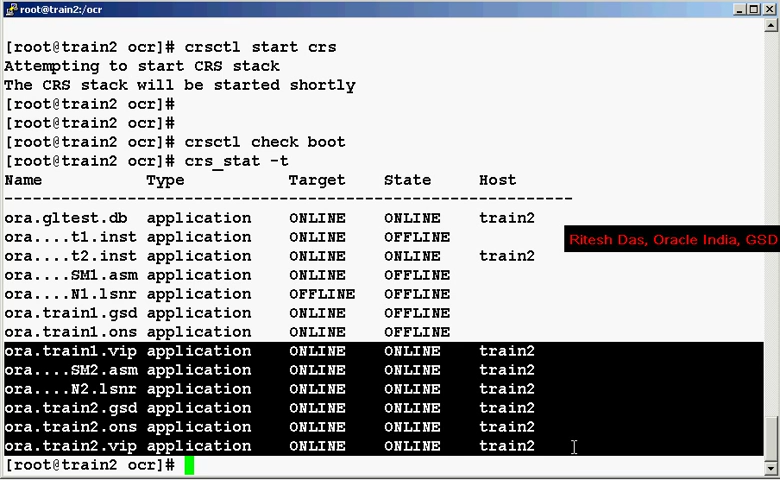 root@train2:/ocr
[root@train2 ocr]# crsctl start crs
Attempting to start CRS stack
The CRS stack will be started shortly
[root@train2 ocr]#
[root@train2 ocr]#
[root@train2 ocr]# crsctl check boot
[root@train2 ocr]# crs_stat -t
Name Type Target State Host
------------------------------------------------------------
ora.gltest.db application ONLINE ONLINE train2
ora....t1.inst application ONLINE OFFLINE
Ritesh Das, Oracle India, GSD
ora....t2.inst application ONLINE ONLINE train2
ora....SM1.asm application ONLINE OFFLINE
ora....N1.lsnr application OFFLINE OFFLINE
ora.train1.gsd application ONLINE OFFLINE
ora.train1.ons application ONLINE OFFLINE
ora.train1.vip application ONLINE ONLINE train2
ora....SM2.asm application ONLINE ONLINE train2
ora....N2.lsnr application ONLINE ONLINE train2
ora.train2.gsd application ONLINE ONLINE train2
ora.train2.ons application ONLINE ONLINE train2
ora.train2.vip application ONLINE ONLINE train2
[root@train2 ocr]#